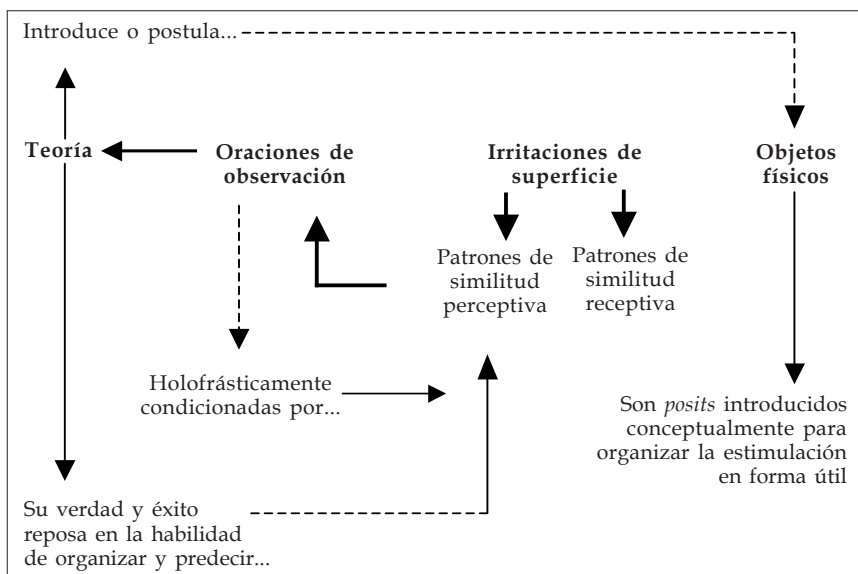 Introduce o postula...
Teoría
Oraciones de
observación
Irritaciones de
superficie
Objetos
físicos
Patrones de
similitud
perceptiva
Patrones de
similitud
receptiva
Holofrásticamente
condicionadas por...
Son posits introducidos
conceptualmente para
organizar la estimulación
en forma útil
Su verdad y éxito
reposa en la habilidad
de organizar y predecir...